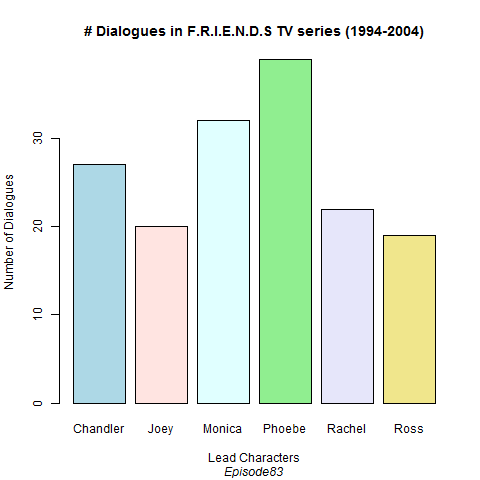 # Dialogues in F.R.I.E.N.D.S TV series (1994-2004)
Number of Dialogues
30
20
10
0
Chandler Joey Monica Phoebe Rachel Ross
Lead Characters
Episode83